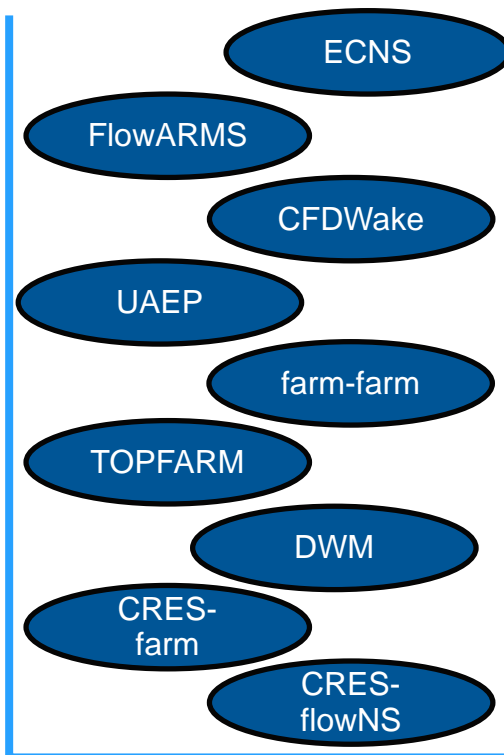 ECNS
FlowARMS
CFDWake
UAEP
farm-farm
TOPFARM
DWM
CRES-
farm
CRES-
flowNS